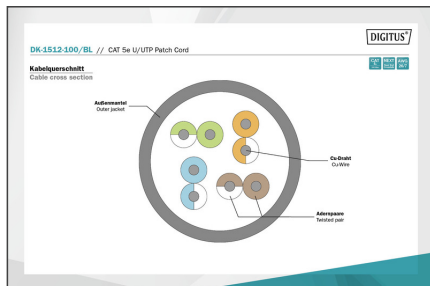 DIGITUS®
DK-1512-100/BL // CAT 5e U/UTP Patch Cord
Kabelquerschnitt
Cable cross section
Außenmantel
Outer jacket
Cu-Draht
Cu-Wire
Adernpaare
Twisted pair